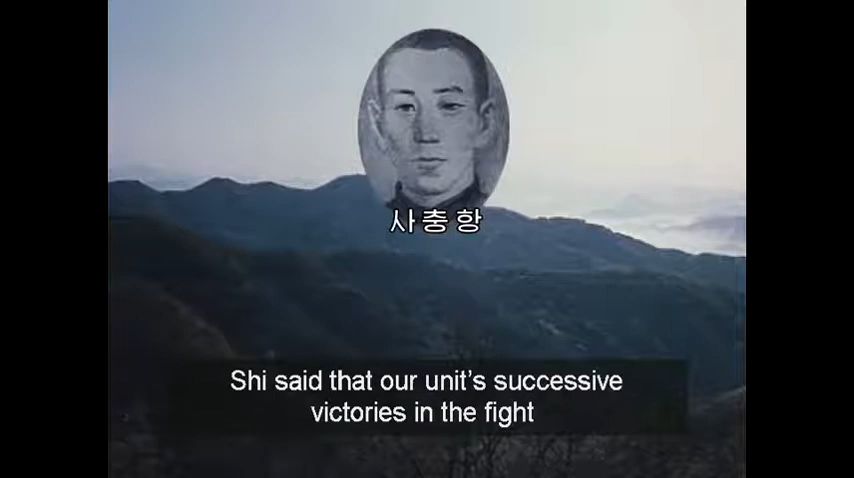 사충항
Shi said that our unit's successive
victories in the fight